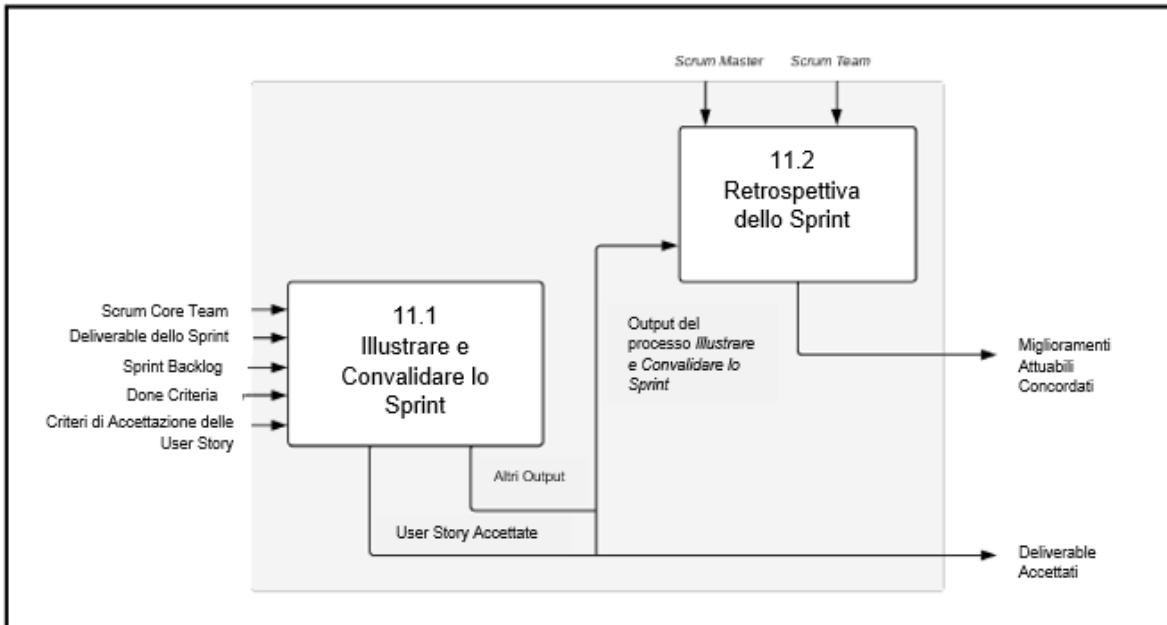 Scrum Master
Scrum Team
11.2
Retrospettiva
dello Sprint
Scrum Core Team
Deliverable dello Sprint
Sprint Backlog
Done Criteria
Criteri di Accettazione delle
User Story
11.1
Illustrare e
Convalidare lo
Sprint
Output del
processo Illustrare
e Convalidare lo
Sprint
Miglioramenti
Attuabili
Concordati
Altri Output
User Story Accettate
Deliverable
Accettati